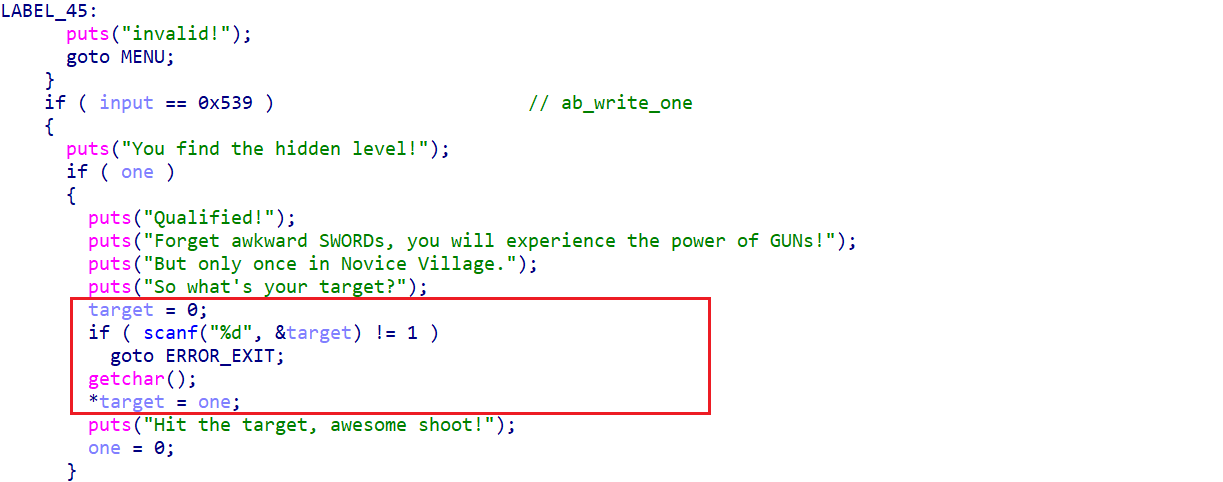 LABEL_45:
puts("invalid!");
goto MENU;
}
if ( input == 0x539 ) // ab_write_one
{
puts("You find the hidden level!");
if ( one )
{
puts("Qualified!");
puts("Forget awkward SWORDs, you will experience the power of GUNs!");
puts("But only once in Novice Village.");
puts("So what's your target?");
target = 0;
if ( scanf("%d", &target) != 1 )
goto ERROR_EXIT;
getchar();
*target = one;
puts("Hit the target, awesome shoot!");
one = 0;
}